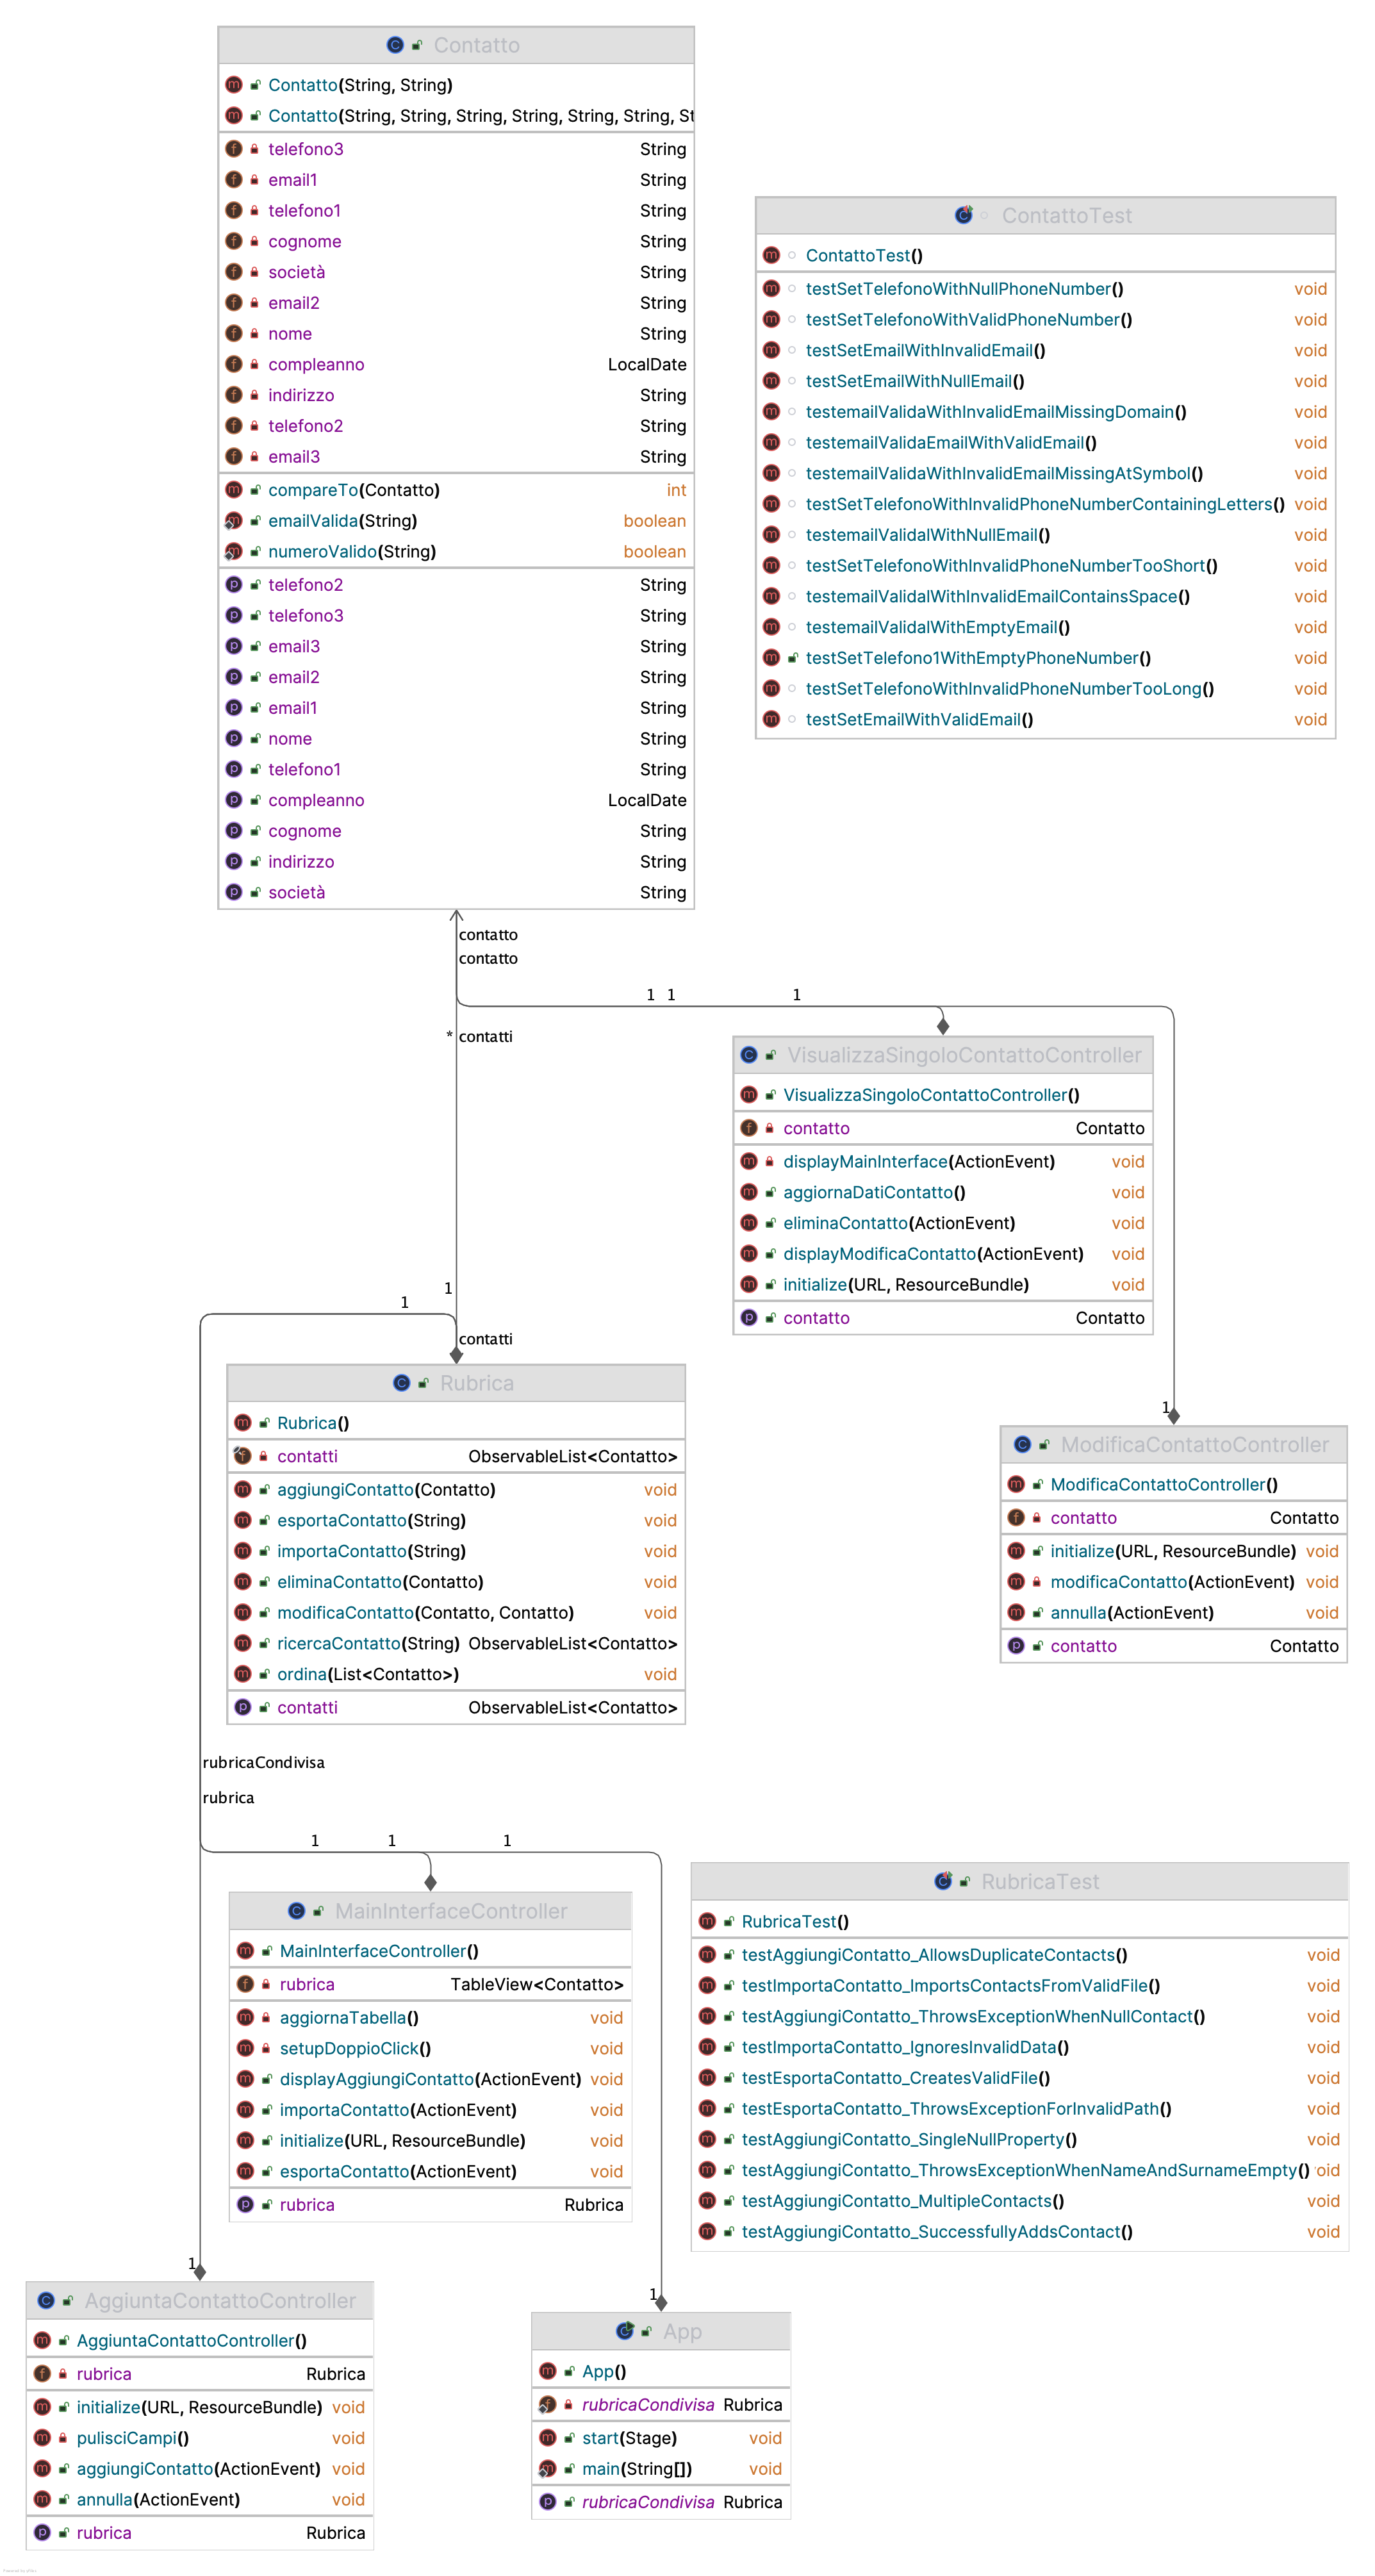 Contatto
Contatto(String, String)
Contatto(String, String, String, String, String, String, St
telefono3 String
email1 String
telefono1 String
cognome String
società String
email2 String
nome String
compleanno LocalDate
indirizzo String
telefono2 String
email3 String
compareTo(Contatto) int
emailValida(String) boolean
numeroValido(String) boolean
telefono2 String
telefono3 String
email3 String
email2 String
email1 String
nome String
telefono1 String
compleanno LocalDate
cognome String
indirizzo String
società String
ContattoTest
ContattoTest()
testSetTelefonoWithNullPhoneNumber() void
testSetTelefonoWithValidPhoneNumber() void
testSetEmailWithInvalidEmail() void
testSetEmailWithNullEmail() void
testemailValidaWithInvalidEmailMissingDomain() void
testemailValidaEmailWithValidEmail() void
testemailValidaWithInvalidEmailMissingAtSymbol() void
testSetTelefonoWithInvalidPhoneNumberContainingLetters() void
testemailValidalWithNullEmail() void
testSetTelefonoWithInvalidPhoneNumberTooShort() void
testemailValidalWithInvalidEmailContainsSpace() void
testemailValidalWithEmptyEmail() void
testSetTelefono1WithEmptyPhoneNumber() void
testSetTelefonoWithInvalidPhoneNumberTooLong() void
testSetEmailWithValidEmail() void
contatto
contatto
1 1 1
* contatti
VisualizzaSingoloContattoController
VisualizzaSingoloContattoController()
contatto Contatto
displayMainInterface(ActionEvent) void
aggiornaDatiContatto() void
eliminaContatto(ActionEvent) void
displayModificaContatto(ActionEvent) void
initialize(URL, ResourceBundle) void
contatto Contatto
1
1
contatti
Rubrica
Rubrica()
contatti ObservableList<Contatto>
aggiungiContatto(Contatto) void
esportaContatto(String) void
importaContatto(String) void
eliminaContatto(Contatto) void
modificaContatto(Contatto, Contatto) void
ricercaContatto(String) ObservableList<Contatto>
ordina(List<Contatto>) void
contatti ObservableList<Contatto>
1
ModificaContattoController
ModificaContattoController()
contatto Contatto
initialize(URL, ResourceBundle) void
modificaContatto(ActionEvent) void
annulla(ActionEvent) void
contatto Contatto
rubricaCondivisa
rubrica
1 1 1
MainInterfaceController
MainInterfaceController()
rubrica TableView<Contatto>
aggiornaTabella() void
setupDoppioClick() void
displayAggiungiContatto(ActionEvent) void
importaContatto(ActionEvent) void
initialize(URL, ResourceBundle) void
esportaContatto(ActionEvent) void
rubrica Rubrica
RubricaTest
RubricaTest()
testAggiungiContatto_AllowsDuplicateContacts() void
testImportaContatto_ImportsContactsFromValidFile() void
testAggiungiContatto_ThrowsExceptionWhenNullContact() void
testImportaContatto_IgnoresInvalidData() void
testEsportaContatto_CreatesValidFile() void
testEsportaContatto_ThrowsExceptionForInvalidPath() void
testAggiungiContatto_SingleNullProperty() void
testAggiungiContatto_ThrowsExceptionWhenNameAndSurnameEmpty() oid
testAggiungiContatto_MultipleContacts() void
testAggiungiContatto_SuccessfullyAddsContact() void
1
AggiuntaContattoController
AggiuntaContattoController()
rubrica Rubrica
initialize(URL, ResourceBundle) void
pulisciCampi() void
aggiungiContatto(ActionEvent) void
annulla(ActionEvent) void
rubrica Rubrica
1
App
App()
rubricaCondivisa Rubrica
start(Stage) void
main(String[]) void
rubricaCondivisa Rubrica